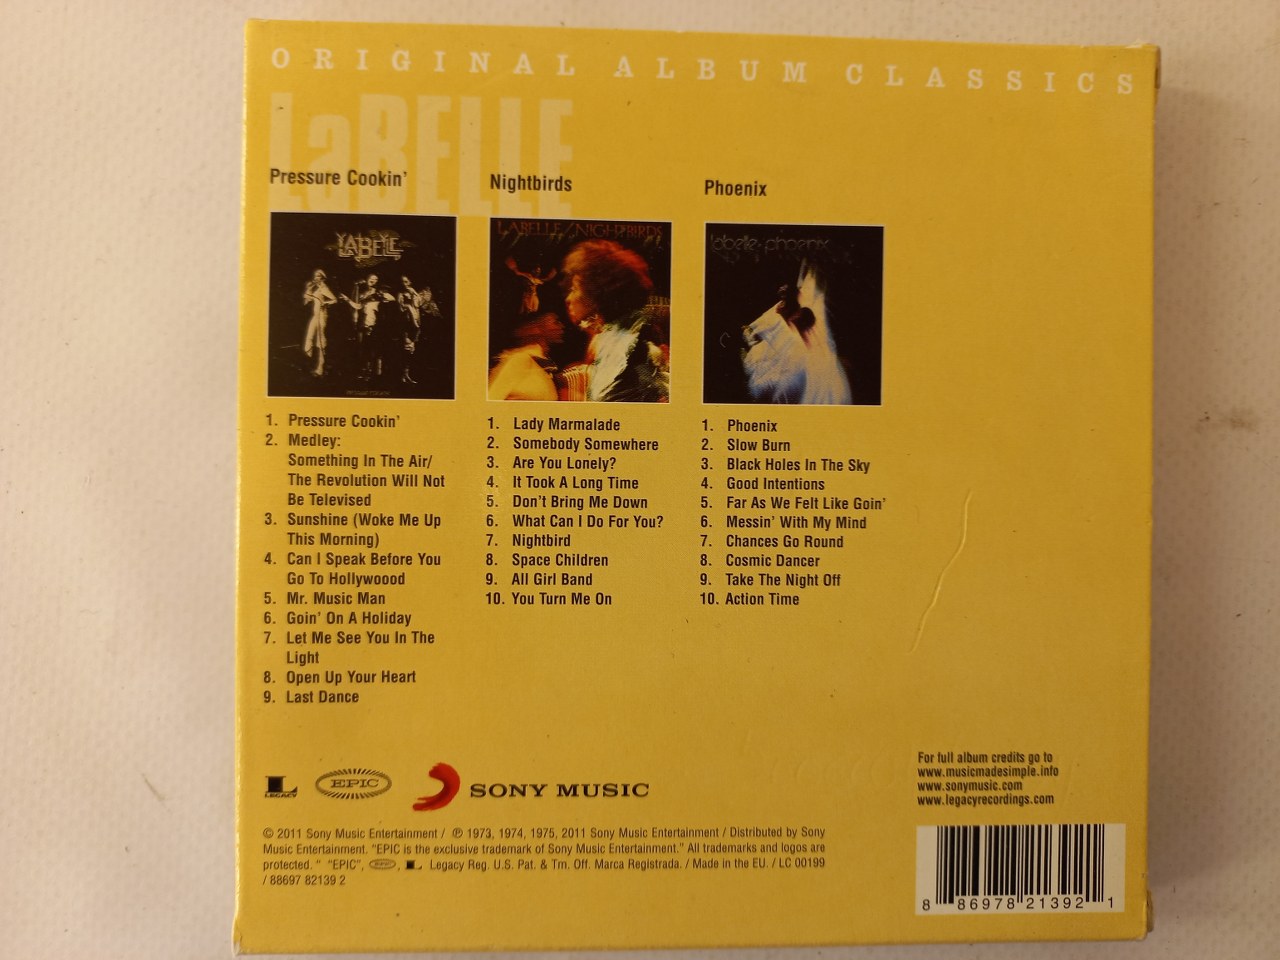 ORIGINAL ALBUM CLASSICS
LaBELLE
Pressure Cookin'
Nightbirds
Phoenix
LABELLE
LABELLE/NIGHTBIRDS
labelle·phoenix
1. Pressure Cookin'
2. Medley:
Something In The Air/
The Revolution Will Not
Be Televised
3. Sunshine (Woke Me Up
This Morning)
4. Can I Speak Before You
Go To Hollywoood
5. Mr. Music Man
6. Goin' On A Holiday
7. Let Me See You In The
Light
8. Open Up Your Heart
9. Last Dance
1. Lady Marmalade
2. Somebody Somewhere
3. Are You Lonely?
4. It Took A Long Time
5. Don't Bring Me Down
6. What Can I Do For You?
7. Nightbird
8. Space Children
9. All Girl Band
10. You Turn Me On
1. Phoenix
2. Slow Burn
3. Black Holes In The Sky
4. Good Intentions
5. Far As We Felt Like Goin'
6. Messin' With My Mind
7. Chances Go Round
8. Cosmic Dancer
9. Take The Night Off
10. Action Time
L LEGACY
EPIC
SONY MUSIC
For full album credits go to
www.musicmadesimple.info
www.sonymusic.com
www.legacyrecordings.com
© 2011 Sony Music Entertainment / ℗ 1973, 1974, 1975, 2011 Sony Music Entertainment / Distributed by Sony
Music Entertainment. "EPIC is the exclusive trademark of Sony Music Entertainment." All trademarks and logos are
protected. " "EPIC", EPIC, L Legacy Reg. U.S. Pat. & Tm. Off. Marca Registrada. / Made in the EU. / LC 00199
/ 88697 82139 2
8 86978 21392 1